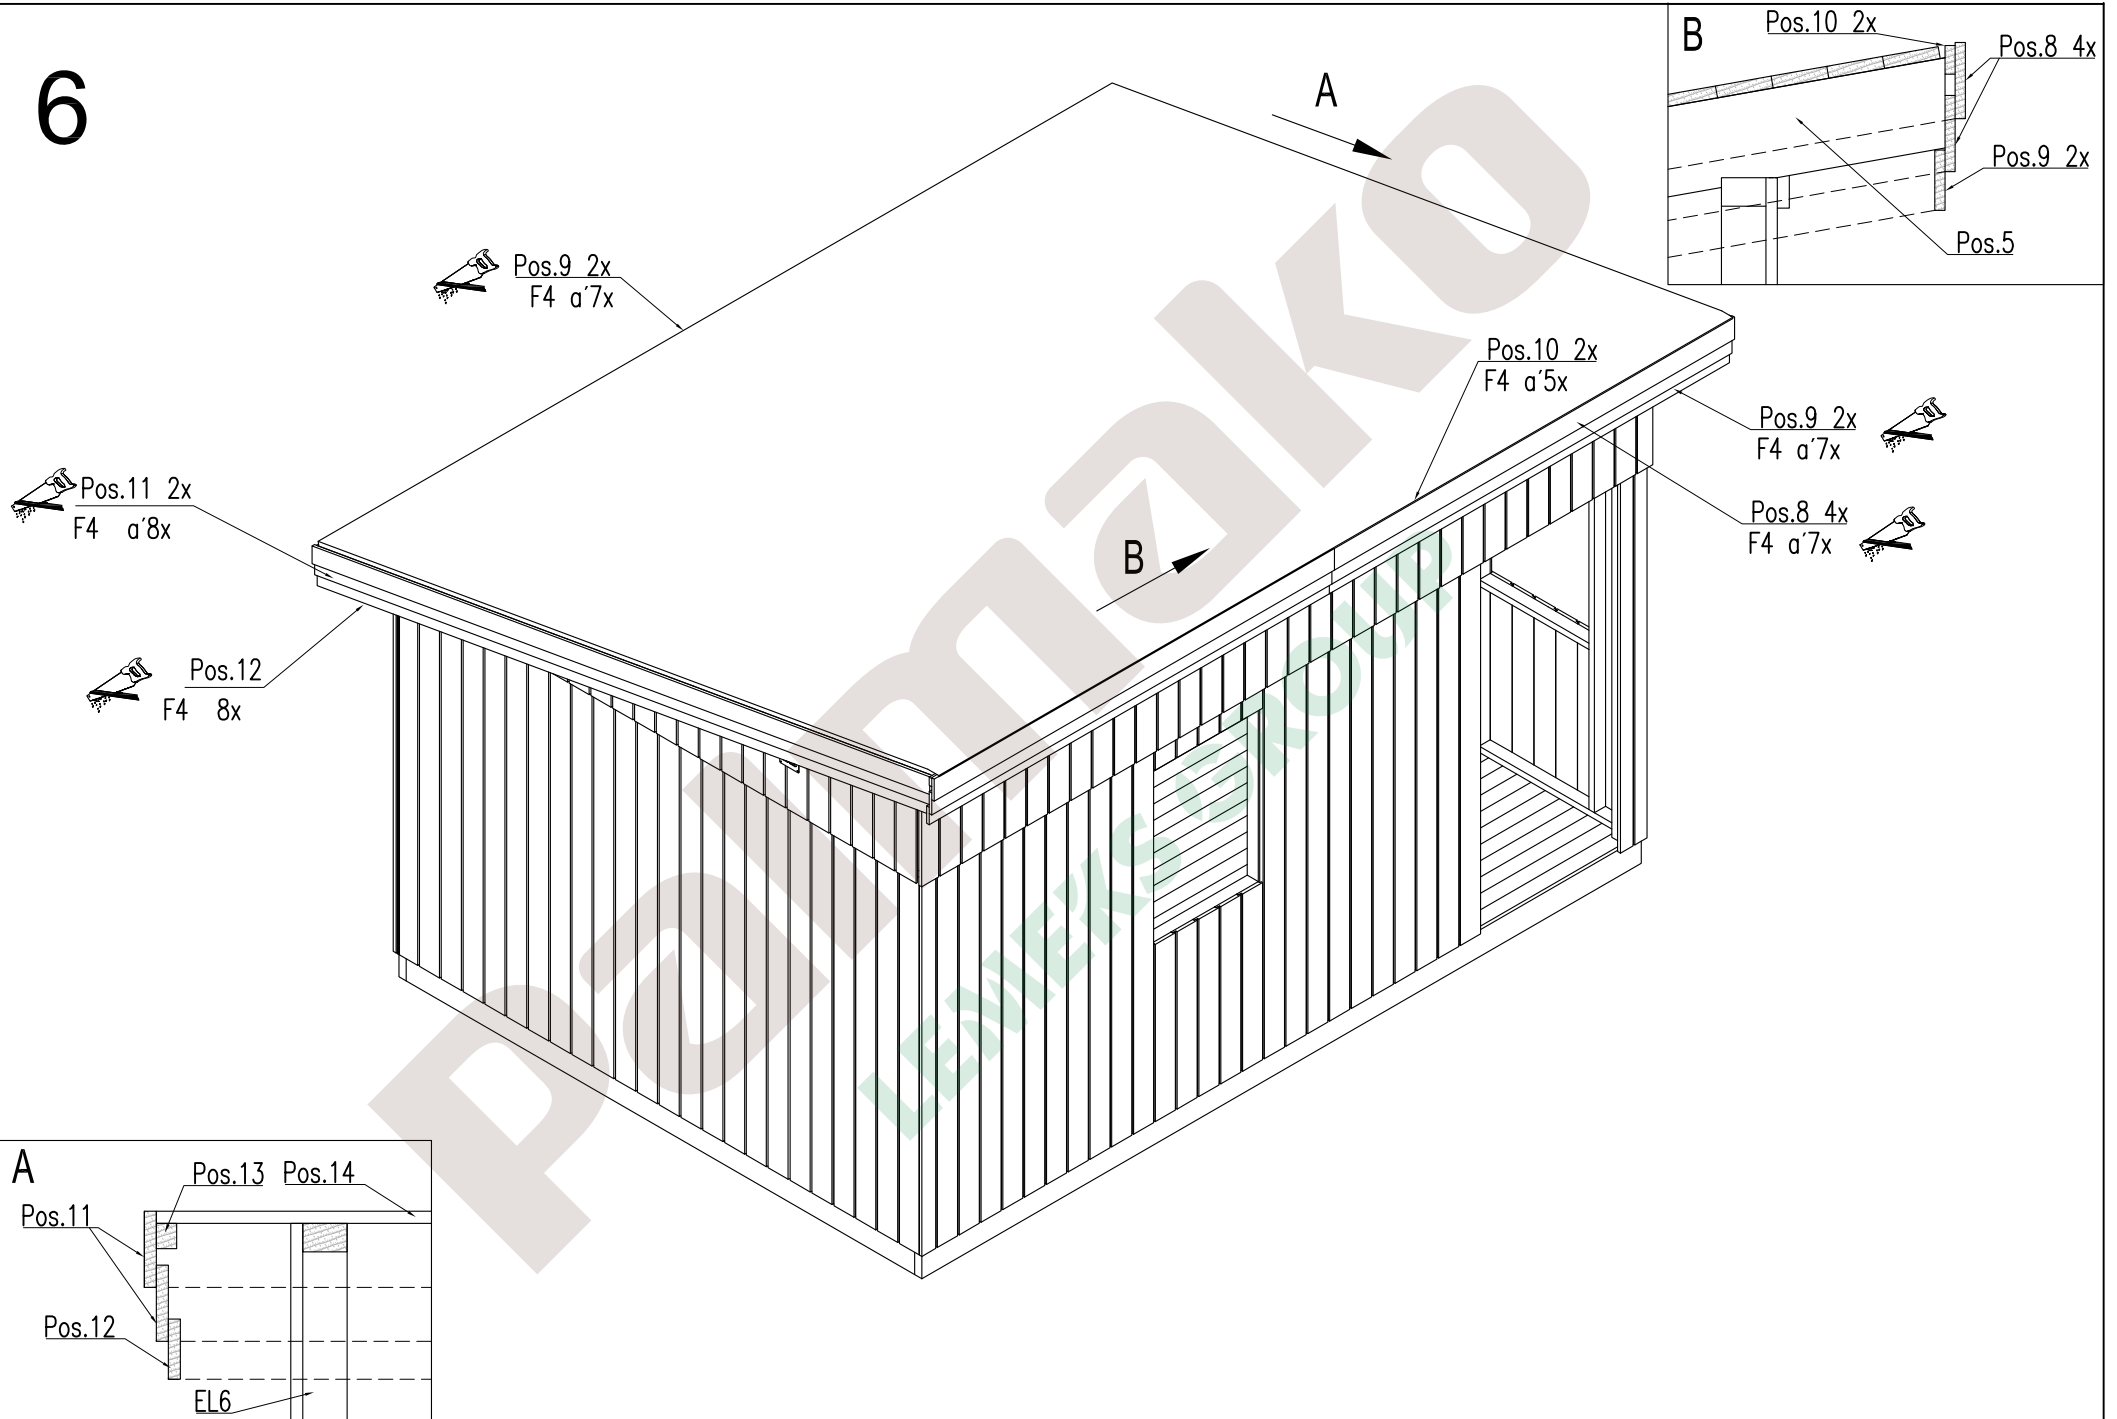 6
B
Pos.10 2x
Pos.8 4x
Pos.9 2x
Pos.5
A
Pos.9 2x
F4 a'7x
Pos.10 2x
F4 a'5x
Pos.9 2x
F4 a'7x
Pos.11 2x
F4 a'8x
Pos.8 4x
F4 a'7x
B
Pos.12
F4 8x
palmako
LEMEKS GROUP
A
Pos.13 Pos.14
Pos.11
Pos.12
EL6